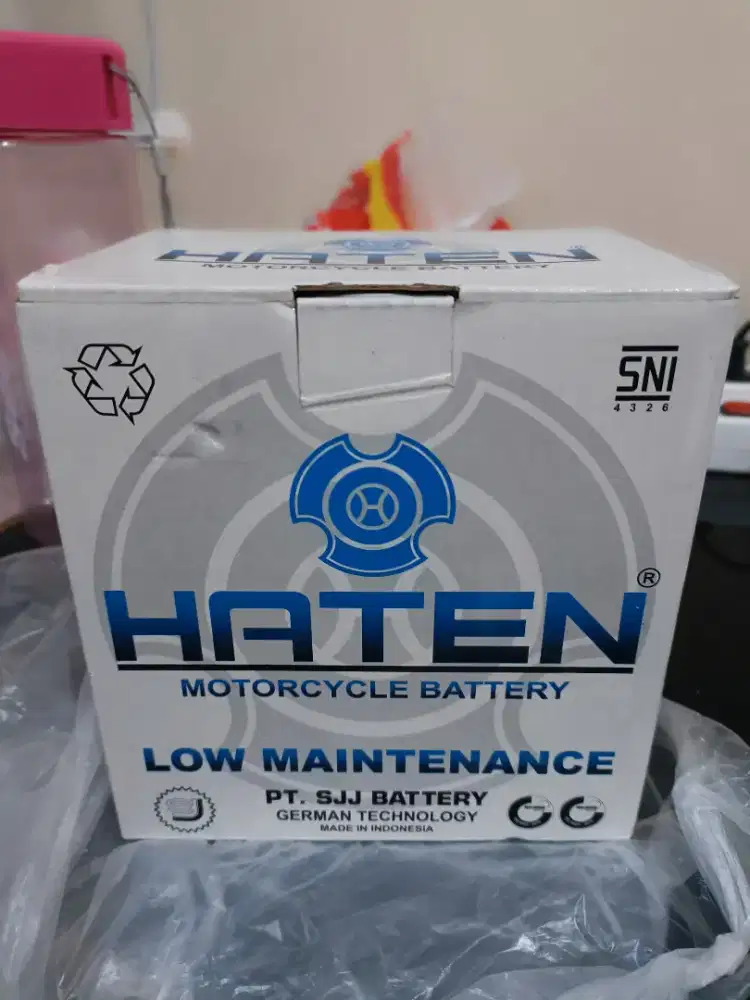 HATEN®
MOTORCYCLE BATTERY
SNI
4326
HATEN®
MOTORCYCLE BATTERY
LOW MAINTENANCE
PT. SJJ BATTERY
GERMAN TECHNOLOGY
MADE IN INDONESIA